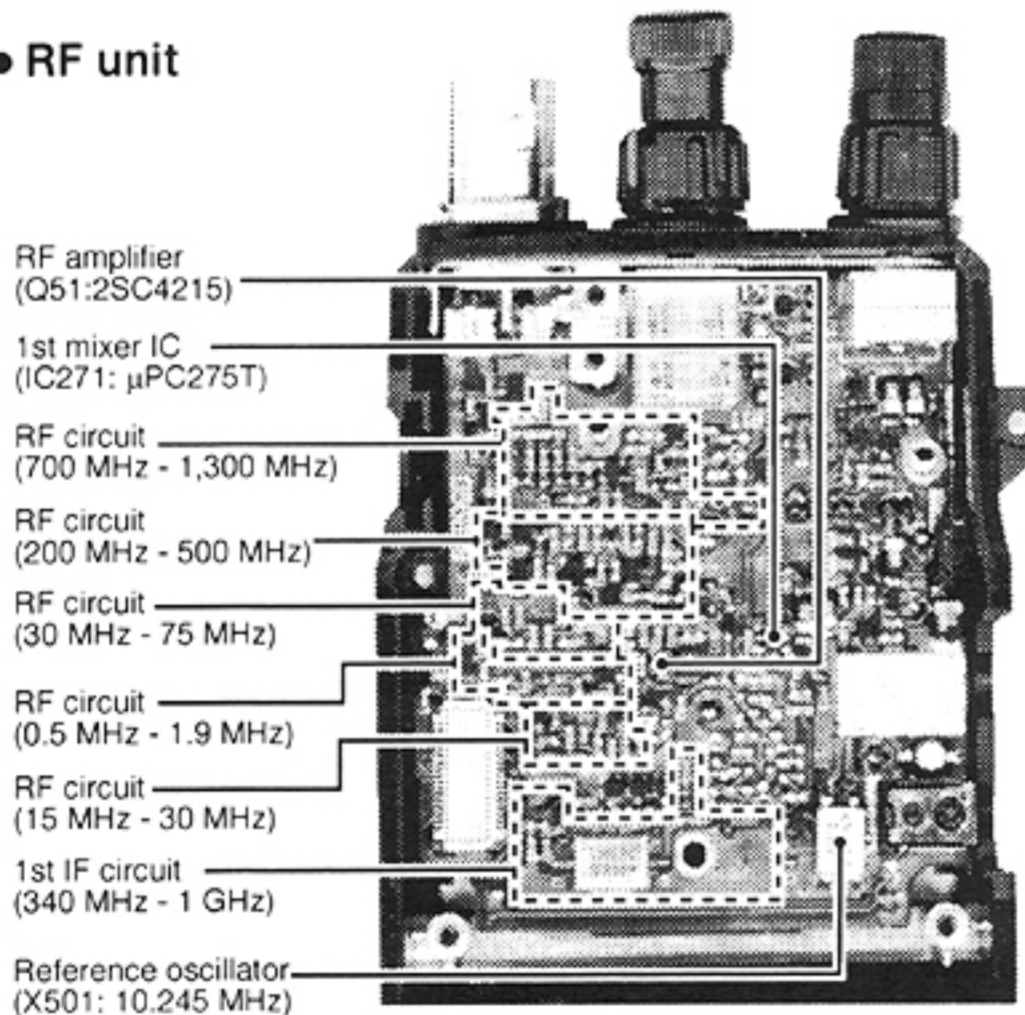 • RF unit
RF amplifier
(Q51:2SC4215)
1st mixer IC
(IC271: µPC275T)
RF circuit
(700 MHz - 1,300 MHz)
RF circuit
(200 MHz - 500 MHz)
RF circuit
(30 MHz - 75 MHz)
RF circuit
(0.5 MHz - 1.9 MHz)
RF circuit
(15 MHz - 30 MHz)
1st IF circuit
(340 MHz - 1 GHz)
Reference oscillator
(X501: 10.245 MHz)